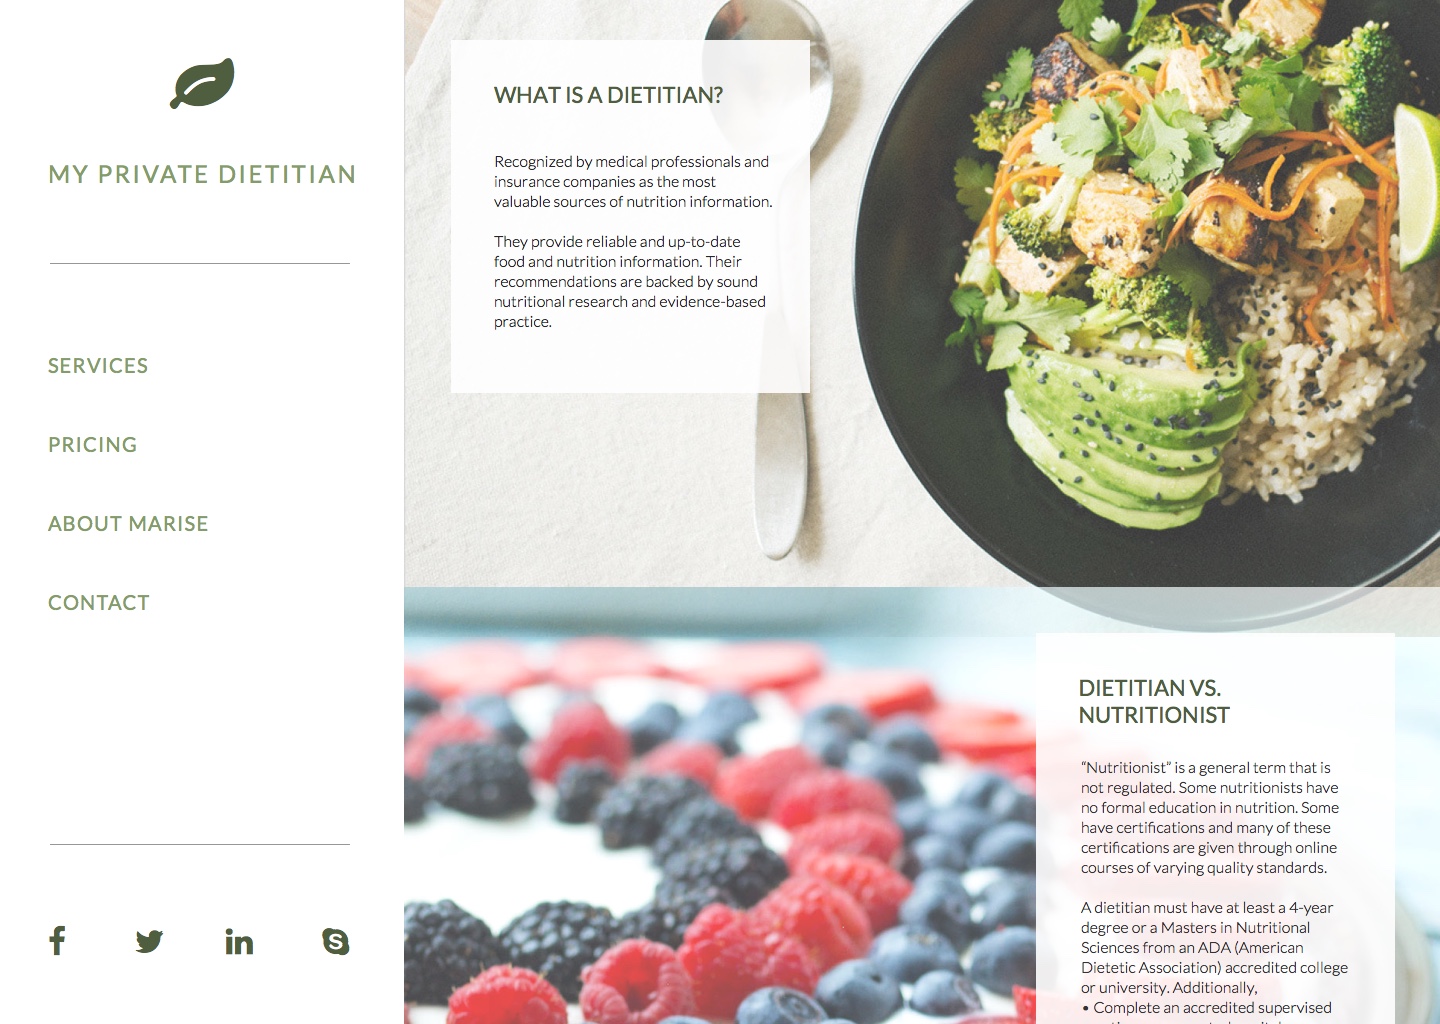 MY PRIVATE DIETITIAN
SERVICES
PRICING
ABOUT MARISE
CONTACT
WHAT IS A DIETITIAN?
Recognized by medical professionals and
insurance companies as the most
valuable sources of nutrition information.
They provide reliable and up-to-date
food and nutrition information. Their
recommendations are backed by sound
nutritional research and evidence-based
practice.
DIETITIAN VS.
NUTRITIONIST
“Nutritionist” is a general term that is
not regulated. Some nutritionists have
no formal education in nutrition. Some
have certifications and many of these
certifications are given through online
courses of varying quality standards.
A dietitian must have at least a 4-year
degree or a Masters in Nutritional
Sciences from an ADA (American
Dietetic Association) accredited college
or university. Additionally,
• Complete an accredited supervised